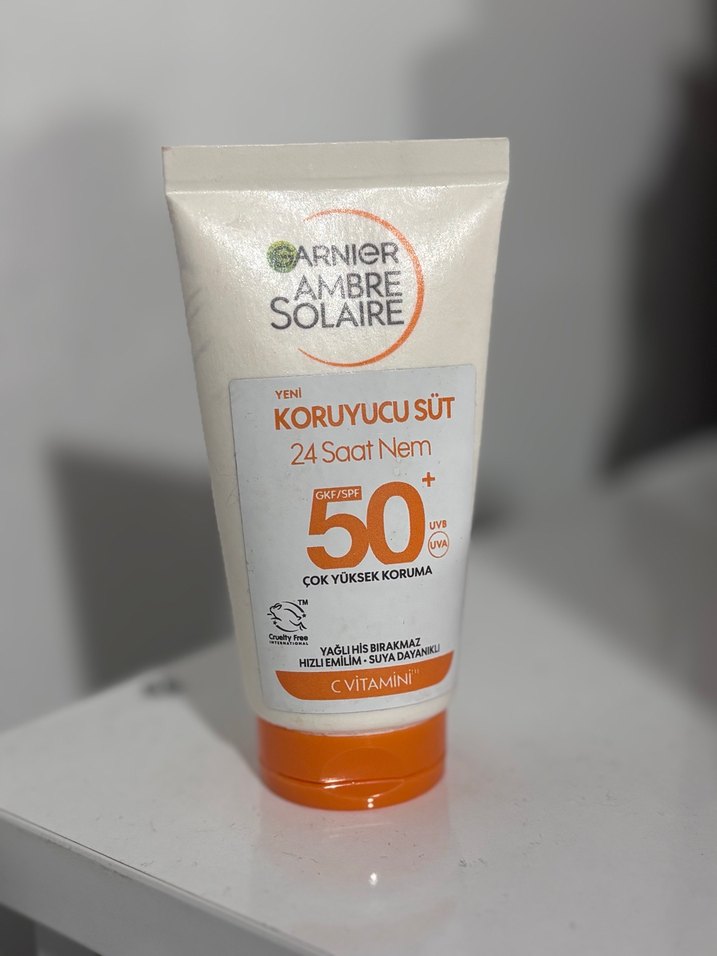 GARNIER
AMBRE
SOLAIRE
YENİ
KORUYUCU SÜT
24 Saat Nem
GKF/SPF
50+
UVB
UVA
ÇOK YÜKSEK KORUMA
TM
Cruelty Free
INTERNATIONAL
YAĞLI HİS BIRAKMAZ
HIZLI EMİLİM • SUYA DAYANIKLI
C VİTAMİNİ